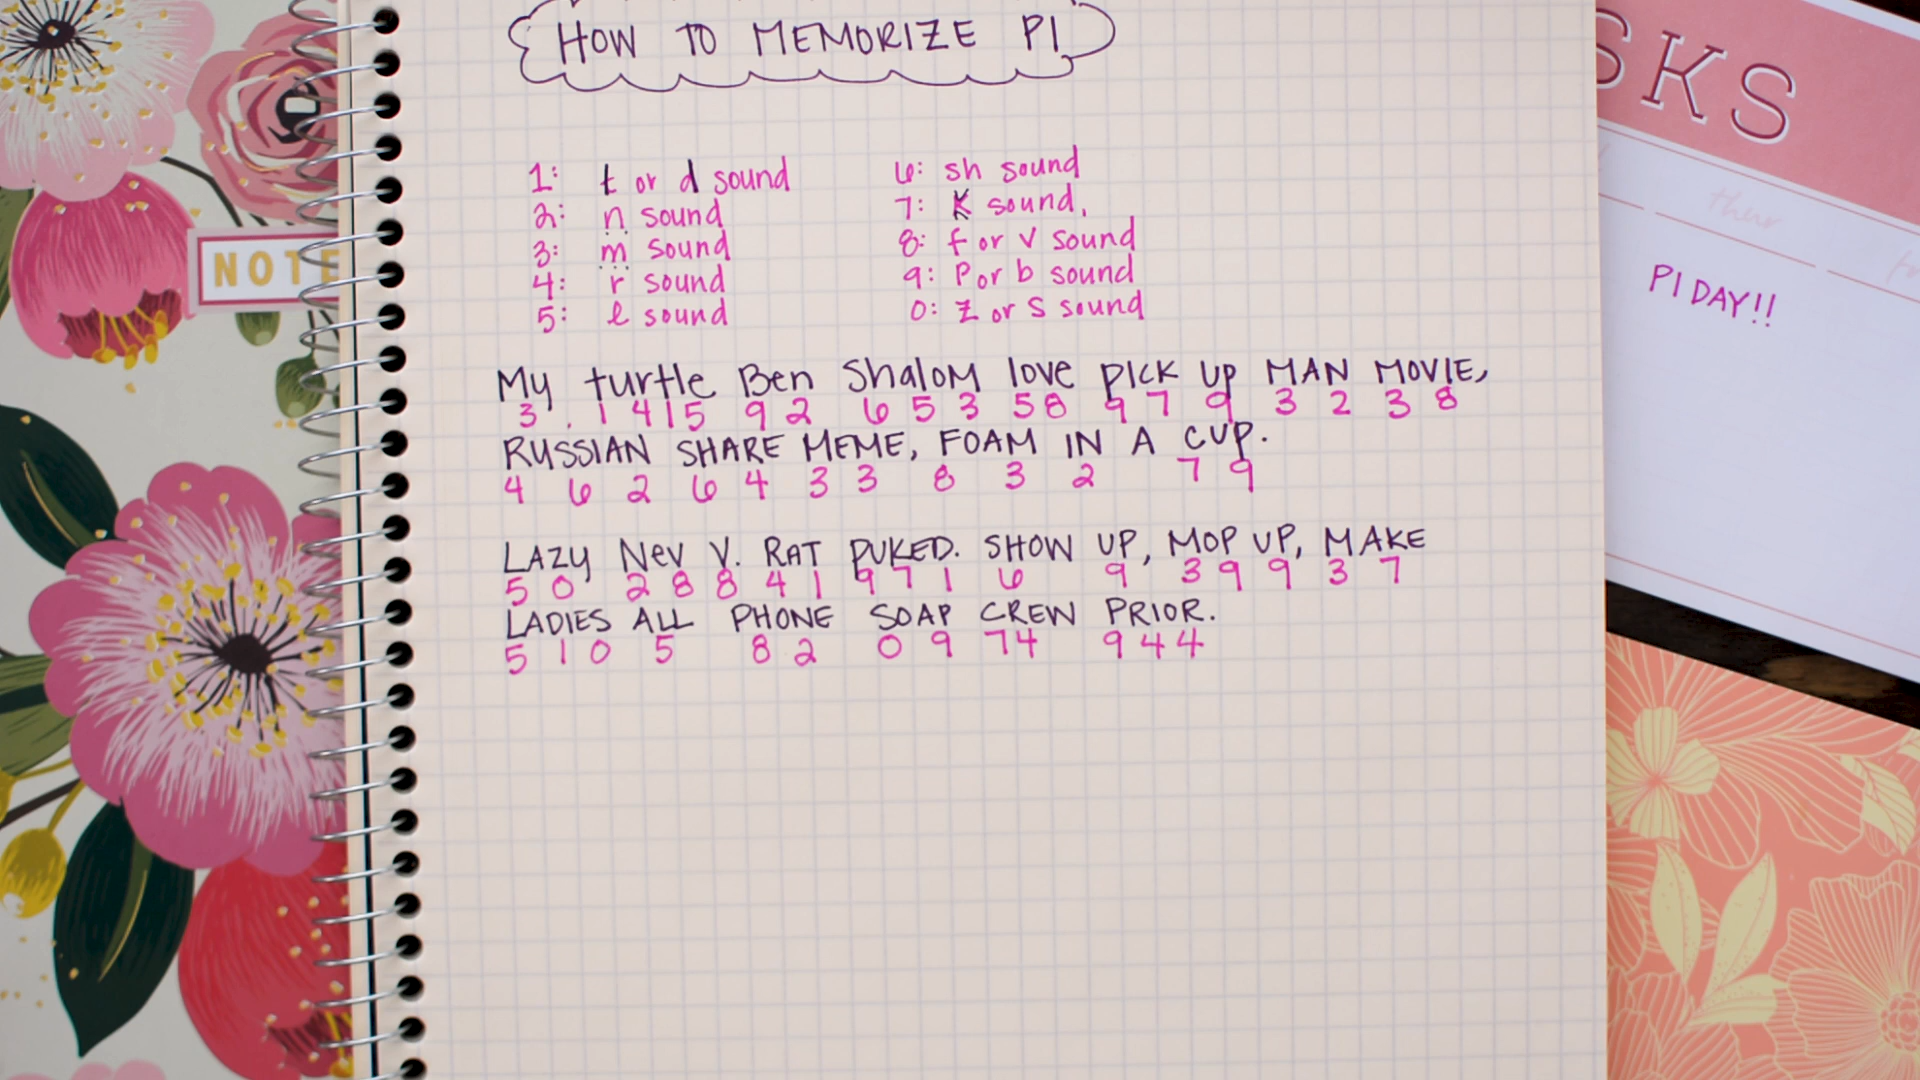 HOW TO MEMORIZE PI
1: t or d sound
2: n sound
3: m sound
4: r sound
5: l sound
6: sh sound
7: K sound,
8: f or v sound
9: P or b sound
0: Z or S sound
My turtle Ben Shalom love PICK UP MAN MOVIE,
3 . 1 4 1 5 9 2 6 5 3 5 8 9 7 9 3 2 3 8
RUSSIAN SHARE MEME, FOAM IN A CUP.
4 6 2 6 4 3 3 8 3 2 7 9
LAZY NEV V. RAT PUKED. SHOW UP, MOP UP, MAKE
5 0 2 8 8 4 1 9 7 1 6 9 3 9 9 3 7
LADIES ALL PHONE SOAP CREW PRIOR.
5 1 0 5 8 2 0 9 7 4 9 4 4
NOTE
SKS
thur
PI DAY!!